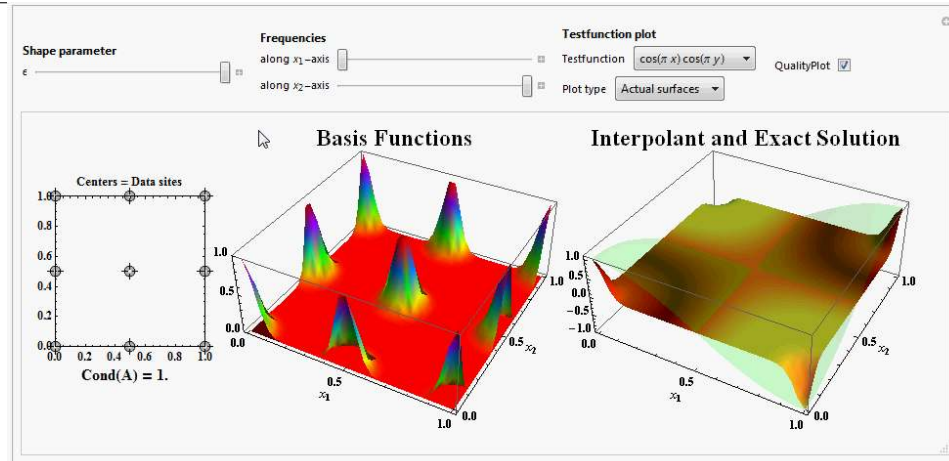 Shape parameter
ϵ
Frequencies
along x₁-axis
along x₂-axis
Testfunction plot
Testfunction cos(π x) cos(π y)
Plot type Actual surfaces
QualityPlot
Centers = Data sites
1.0
0.8
0.6
0.4
0.2
0.0
0.0 0.2 0.4 0.6 0.8 1.0
Cond(A) = 1.
Basis Functions
1.0
0.5
0.0
0.0
0.5
1.0
x₁
0.0
0.5
1.0
x₂
Interpolant and Exact Solution
1.0
0.5
0.0
−0.5
−1.0
0.0
0.5
1.0
x₁
0.0
0.5
1.0
x₂